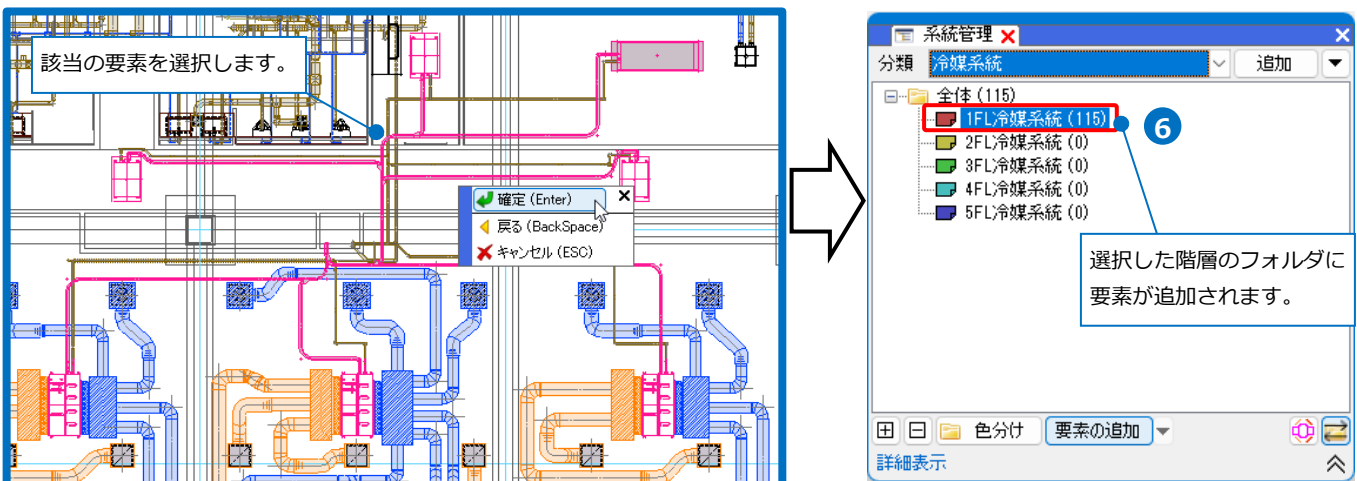 該当の要素を選択します。
確定(Enter)
戻る(BackSpace)
キャンセル(ESC)
系統管理
分類 冷媒系統 追加
全体(115)
1FL冷媒系統(115)
2FL冷媒系統(0)
3FL冷媒系統(0)
4FL冷媒系統(0)
5FL冷媒系統(0)
6
選択した階層のフォルダに
要素が追加されます。
色分け 要素の追加
詳細表示